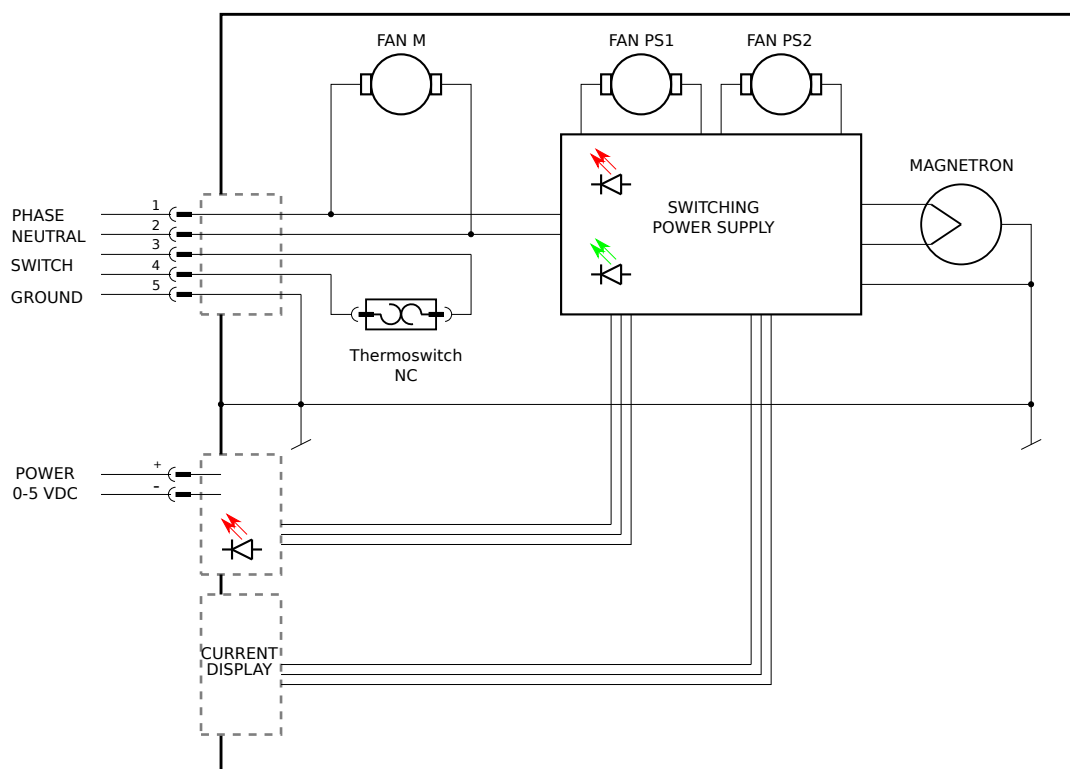 FAN M
FAN PS1
FAN PS2
MAGNETRON
PHASE
1
NEUTRAL
2
SWITCH
3
4
GROUND
5
SWITCHING
POWER SUPPLY
Thermoswitch
NC
POWER
+
0-5 VDC
-
CURRENT
DISPLAY